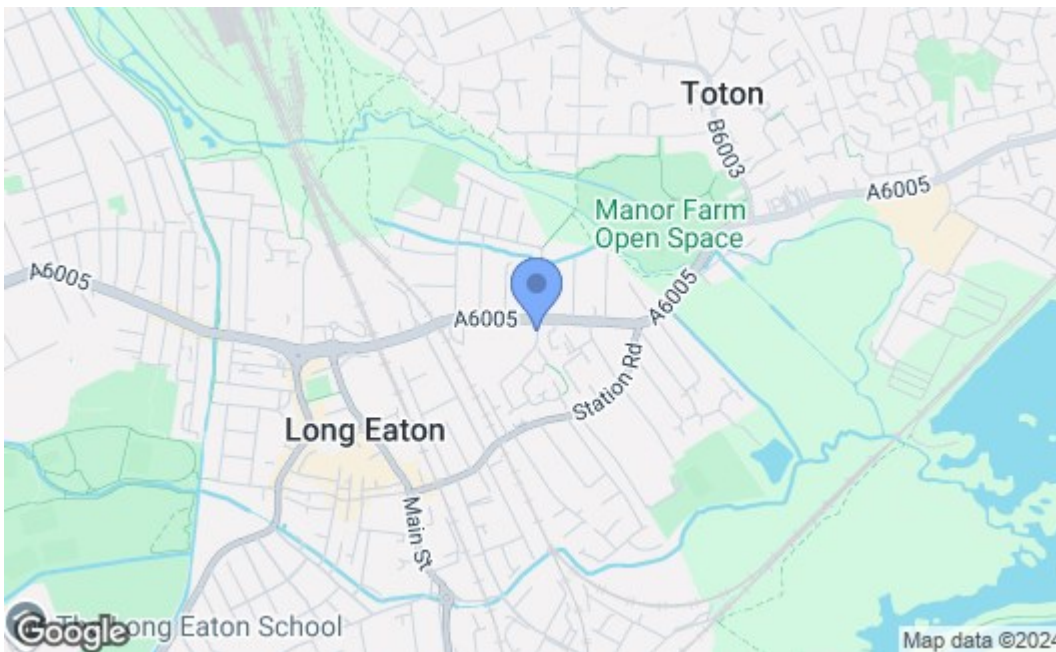 Toton
B6003
A6005
Manor Farm
Open Space
A6005
A6005
A6005
Station Rd
Long Eaton
Main St
Long Eaton School
Google
Map data ©2024